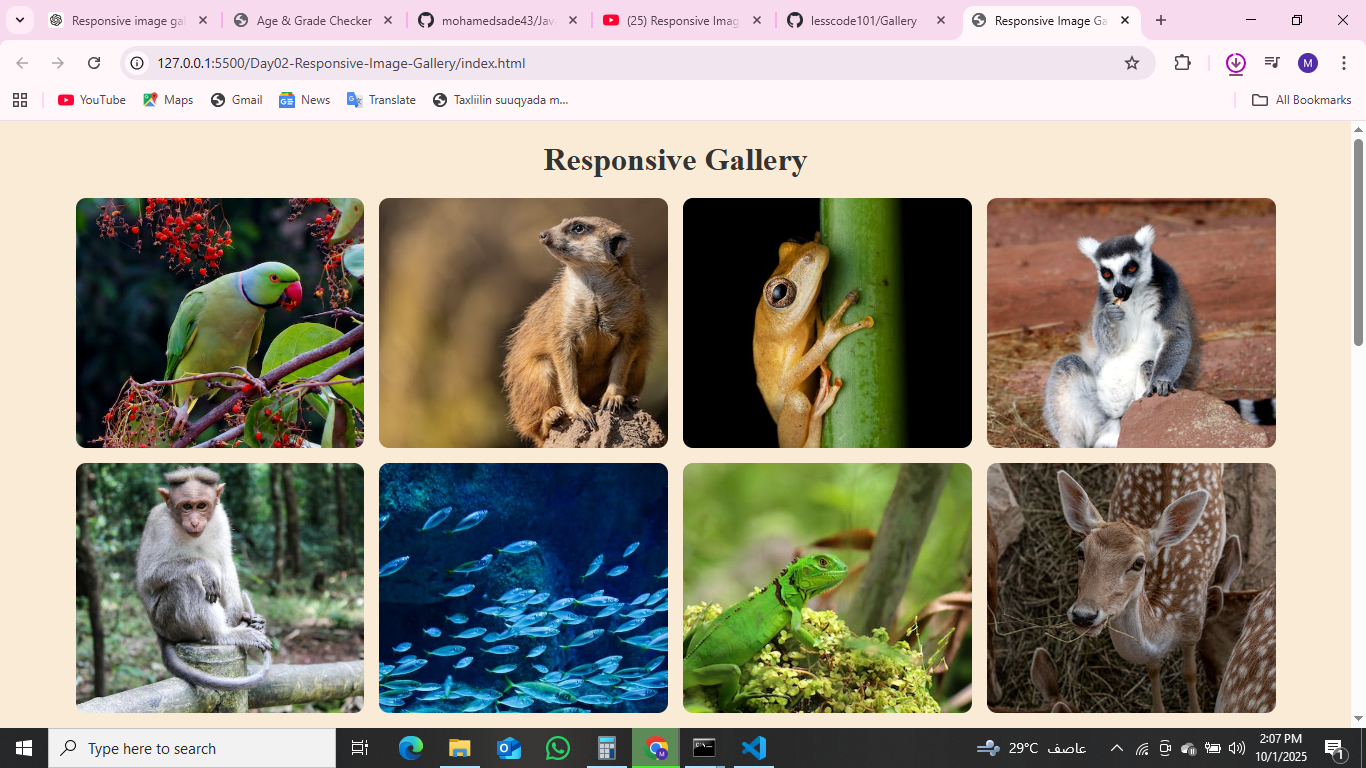 Responsive image gal
Age & Grade Checker
mohamedsade43/Jav
(25) Responsive Imag
lesscode101/Gallery
Responsive Image Ga
127.0.0.1:5500/Day02-Responsive-Image-Gallery/index.html
M
YouTube
Maps
Gmail
News
Translate
Taxliilin suuqyada m...
All Bookmarks
Responsive Gallery
Type here to search
29°C عاصف
2:07 PM
10/1/2025
1